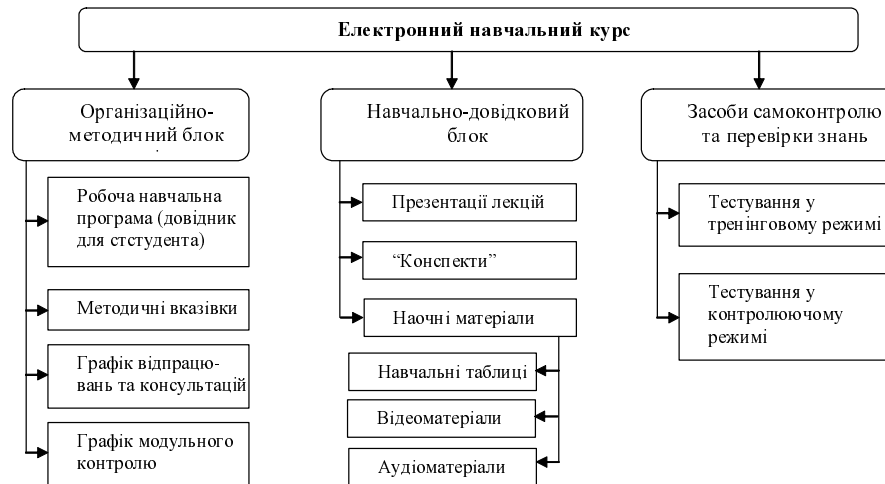 Електронний навчальний курс
Організаційно-
методичний блок
Робоча навчальна
програма (довідник
для стстудента)
Методичні вказівки
Графік відпрацю-
вань та консультацій
Графік модульного
контролю
Навчально-довідковий
блок
Презентації лекцій
“Конспекти”
Наочні матеріали
Навчальні таблиці
Відеоматеріали
Аудіоматеріали
Засоби самоконтролю
та перевірки знань
Тестування у
тренінговому режимі
Тестування у
контролюючому
режимі